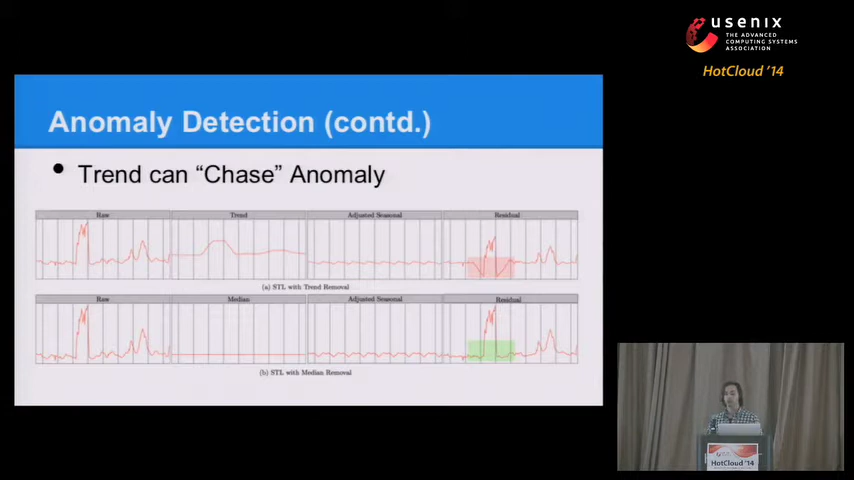 usenix
THE ADVANCED
COMPUTING SYSTEMS
ASSOCIATION
HotCloud '14
Anomaly Detection (contd.)
• Trend can “Chase” Anomaly
Raw Trend Adjusted Seasonal Residual
(a) STL with Trend Removal
Raw Median Adjusted Seasonal Residual
(b) STL with Median Removal
HotCloud '14